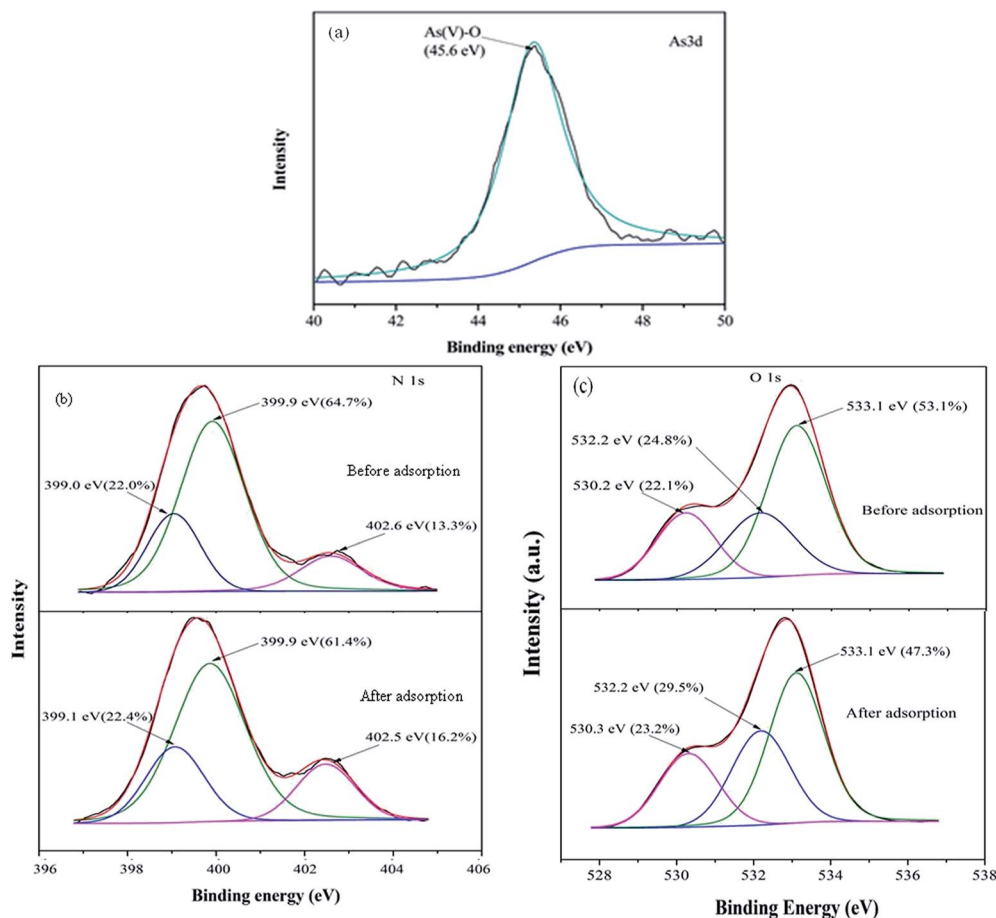 (a)
As(V)-O
(45.6 eV)
As3d
Intensity
40 42 44 46 48 50
Binding energy (eV)
(b)
N 1s
399.9 eV(64.7%)
Before adsorption
399.0 eV(22.0%)
402.6 eV(13.3%)
399.9 eV(61.4%)
After adsorption
399.1 eV(22.4%)
402.5 eV(16.2%)
Intensity
396 398 400 402 404 406
Binding energy (eV)
(c)
O 1s
533.1 eV (53.1%)
532.2 eV (24.8%)
530.2 eV (22.1%)
Before adsorption
533.1 eV (47.3%)
532.2 eV (29.5%)
After adsorption
530.3 eV (23.2%)
Intensity (a.u.)
528 530 532 534 536 538
Binding Energy (eV)